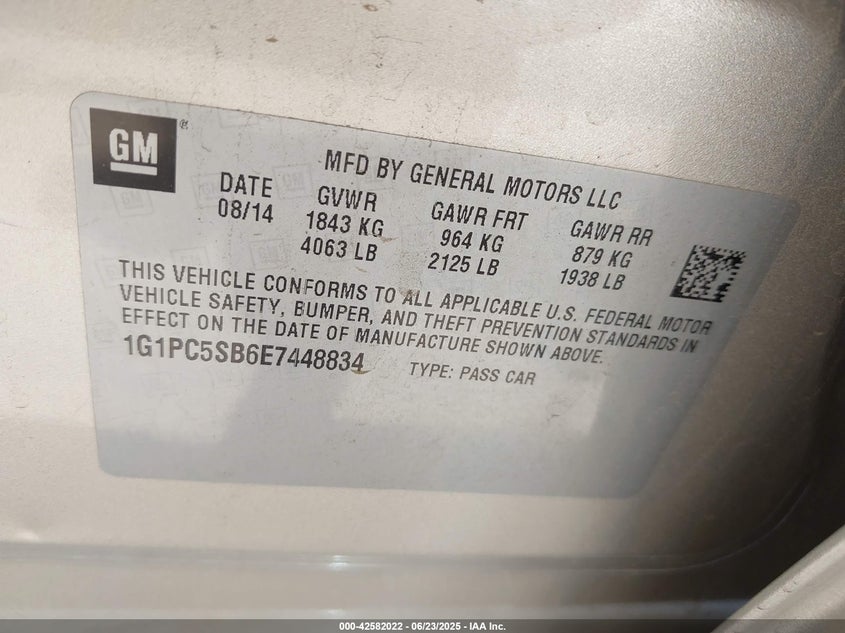 GM®
MFD BY GENERAL MOTORS LLC
DATE GVWR GAWR FRT GAWR RR
08/14 1843 KG 964 KG 879 KG
4063 LB 2125 LB 1938 LB
THIS VEHICLE CONFORMS TO ALL APPLICABLE U.S. FEDERAL MOTOR
VEHICLE SAFETY, BUMPER, AND THEFT PREVENTION STANDARDS IN
EFFECT ON THE DATE OF MANUFACTURE SHOWN ABOVE.
1G1PC5SB6E7448834 TYPE: PASS CAR
000-42582022 - 06/23/2025 - IAA Inc.